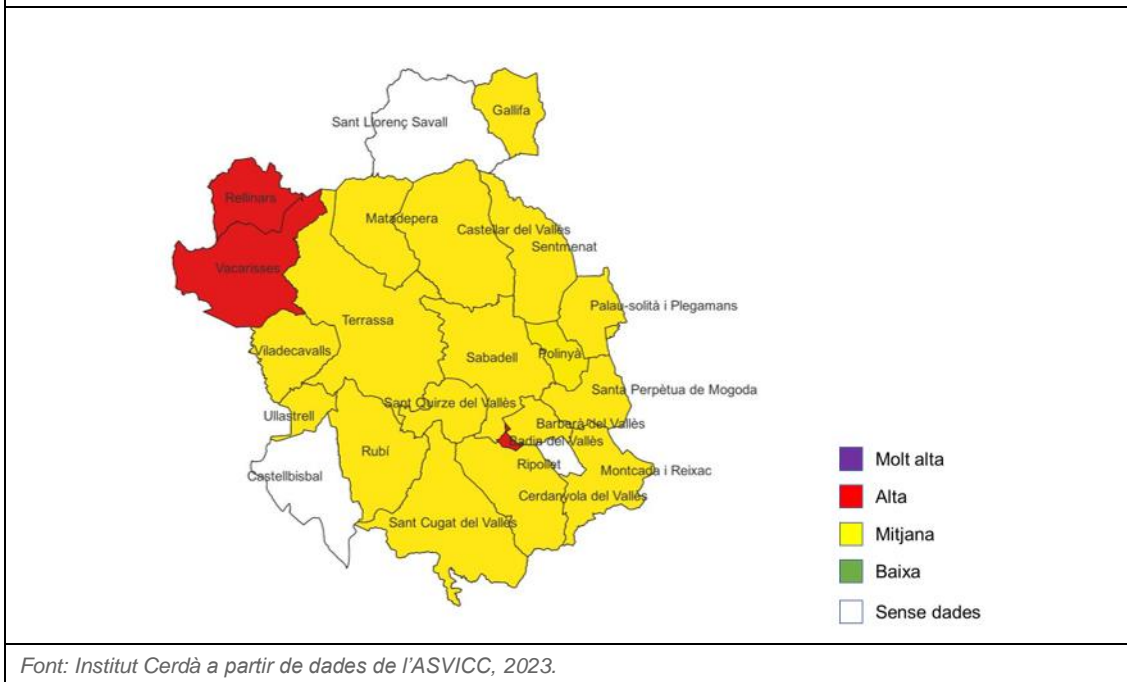 Gallifa
Sant Llorenç Savall
Rellinars
Matadepera
Castellar del Vallès
Sentmenat
Vacarisses
Palau-solità i Plegamans
Terrassa
Viladecavalls
Polinyà
Sabadell
Santa Perpètua de Mogoda
Sant Quirze del Vallès
Ullastrell
Barberà del Vallès
Badia del Vallès
Rubí
Ripollet
Montcada i Reixac
Castellbisbal
Cerdanyola del Vallès
Sant Cugat del Vallès
Molt alta
Alta
Mitjana
Baixa
Sense dades
Font: Institut Cerdà a partir de dades de l’ASVICC, 2023.